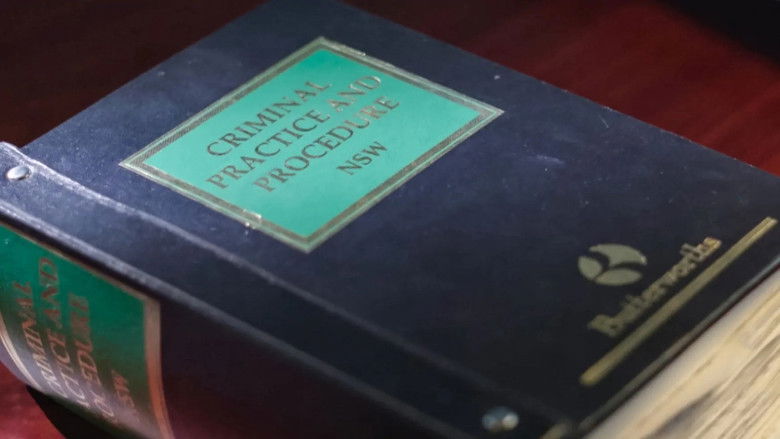 CRIMINAL
PRACTICE AND
PROCEDURE
NSW
Butterworths
CRIMINAL
PRACTICE AND
PROCEDURE
NSW